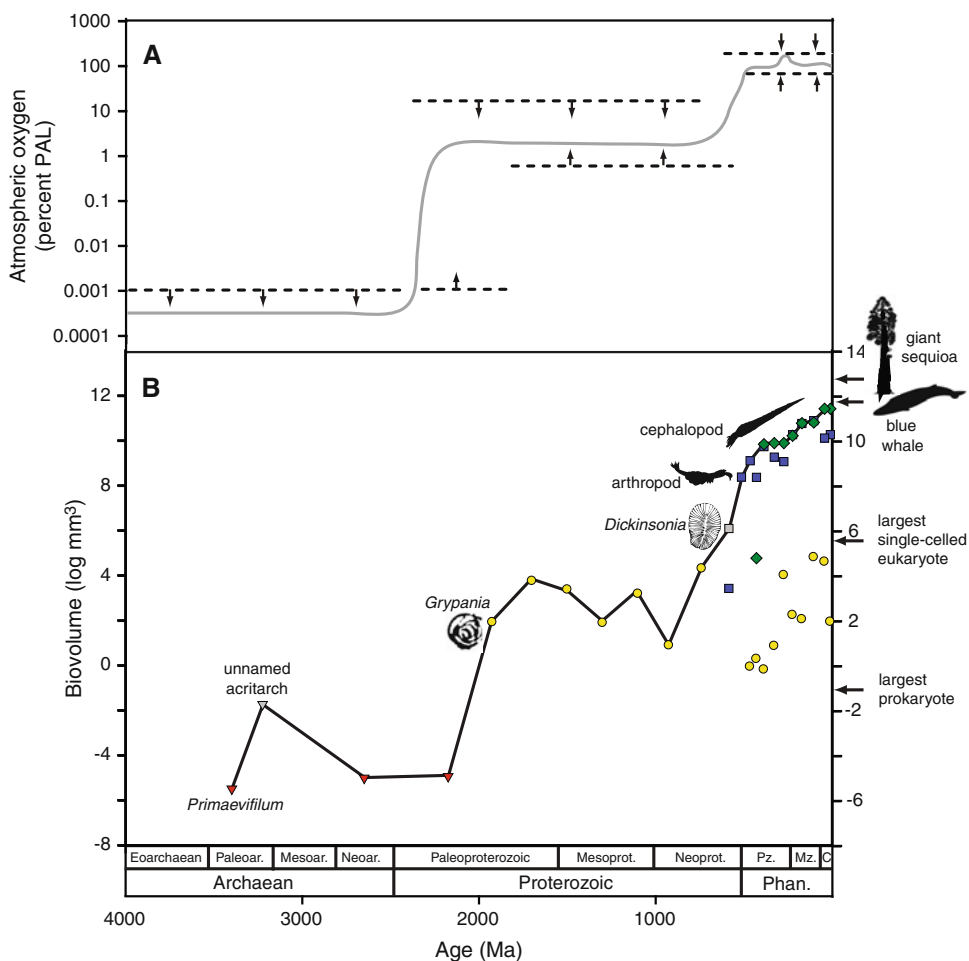 1000
100
10
1
0.1
0.01
0.001
0.0001
Atmospheric oxygen
(percent PAL)
A
B
14
12
10
8
6
4
2
0
-2
-4
-6
-8
Biovolume (log mm³)
giant
sequioa
blue
whale
cephalopod
arthropod
Dickinsonia
largest
single-celled
eukaryote
Grypania
unnamed
acritarch
largest
prokaryote
Primaevifilum
Eoarchaean Paleoar. Mesoar. Neoar. Paleoproterozoic Mesoprot. Neoprot. Pz. Mz. C
Archaean Proterozoic Phan.
4000 3000 2000 1000
Age (Ma)